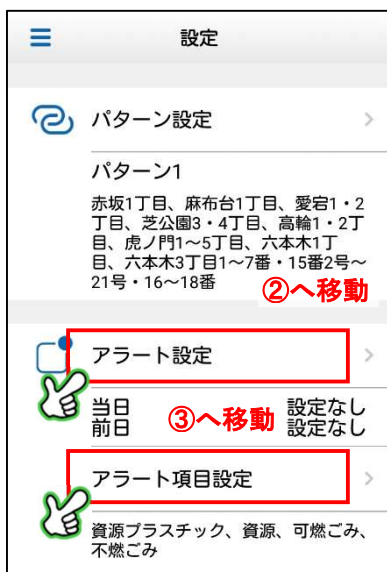 設定
パターン設定
パターン1
赤坂1丁目、麻布台1丁目、愛宕1・2
丁目、芝公園3・4丁目、高輪1・2丁
目、虎ノ門1~5丁目、六本木1丁
目、六本木3丁目1~7番・15番2号~
21号・16~18番
②へ移動
アラート設定
当日 設定なし
前日 設定なし
③へ移動
アラート項目設定
資源プラスチック、資源、可燃ごみ、
不燃ごみ